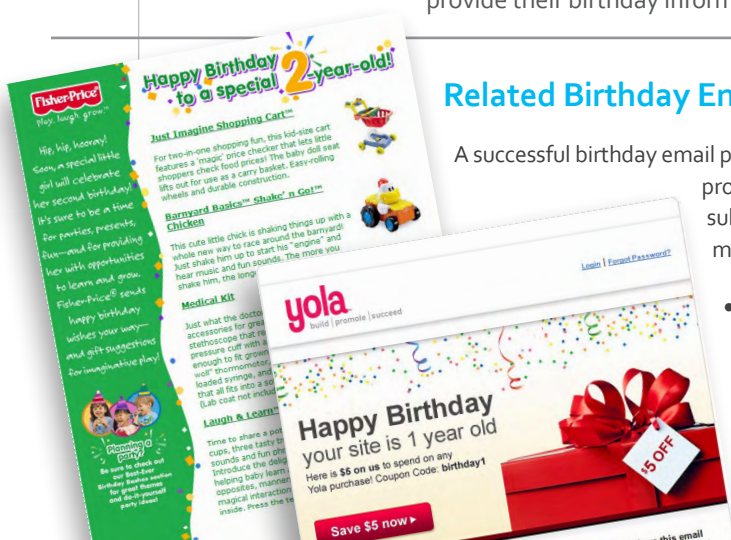 provide their birthday inform
Related Birthday En
A successful birthday email p
pro
sul
m
•
Fisher-Price®
play. laugh. grow.™
Hip, hip, hooray!
Soon, a special little
girl will celebrate
her second birthday!
It's sure to be a time
for parties, presents,
fun—and for providing
her with opportunities
to learn and grow.
Fisher-Price® sends
happy birthday
wishes your way—
and gift suggestions
for imaginative play!
Planning a
party?
Be sure to check out
our Best-Ever
Birthday Bashes section
for great themes
and do-it-yourself
party ideas!
Happy Birthday
to a special 2-year-old!
Just Imagine Shopping Cart™
For two-in-one shopping fun, this kid-size cart
features a 'magic' price checker that lets little
shoppers check food prices! The baby doll seat
lifts out for use as a carry basket. Easy-rolling
wheels and durable construction.
Barnyard Basics™ Shake' n Go!™
Chicken
This cute little chick is shaking things up with a
whole new way to race around the barnyard!
Just shake him up to start his "engine" and
hear music and fun sounds. The more you
shake him, the long
Medical Kit
Just what the docto
accessories for grea
stethoscope that re
pressure cuff with a
enough to fit grown
well" thermomotor,
loaded syringe, and
that all fits into a so
(Lab coat not includ
Laugh & Learn™
Time to share a pot
cups, three tasty tr
sounds and fun phr
Introduce the delig
helping baby learn
opposites, manner
magical interaction
inside. Press the te
Login | Forgot Password?
yola
build | promote | succeed
Happy Birthday
your site is 1 year old
Here is $5 on us to spend on any
Yola purchase! Coupon Code: birthday1
Save $5 now ▸
$5 OFF
this email